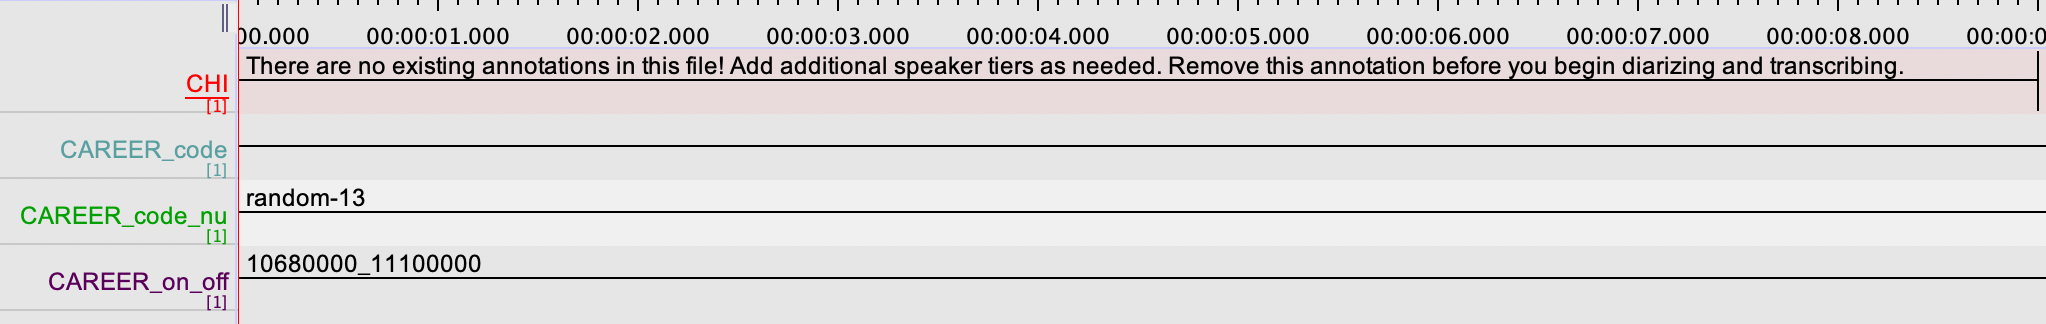 00.000 00:00:01.000 00:00:02.000 00:00:03.000 00:00:04.000 00:00:05.000 00:00:06.000 00:00:07.000 00:00:08.000 00:00:0
There are no existing annotations in this file! Add additional speaker tiers as needed. Remove this annotation before you begin diarizing and transcribing.
CHI
[1]
CAREER_code
[1]
random-13
CAREER_code_nu
[1]
10680000_11100000
CAREER_on_off
[1]